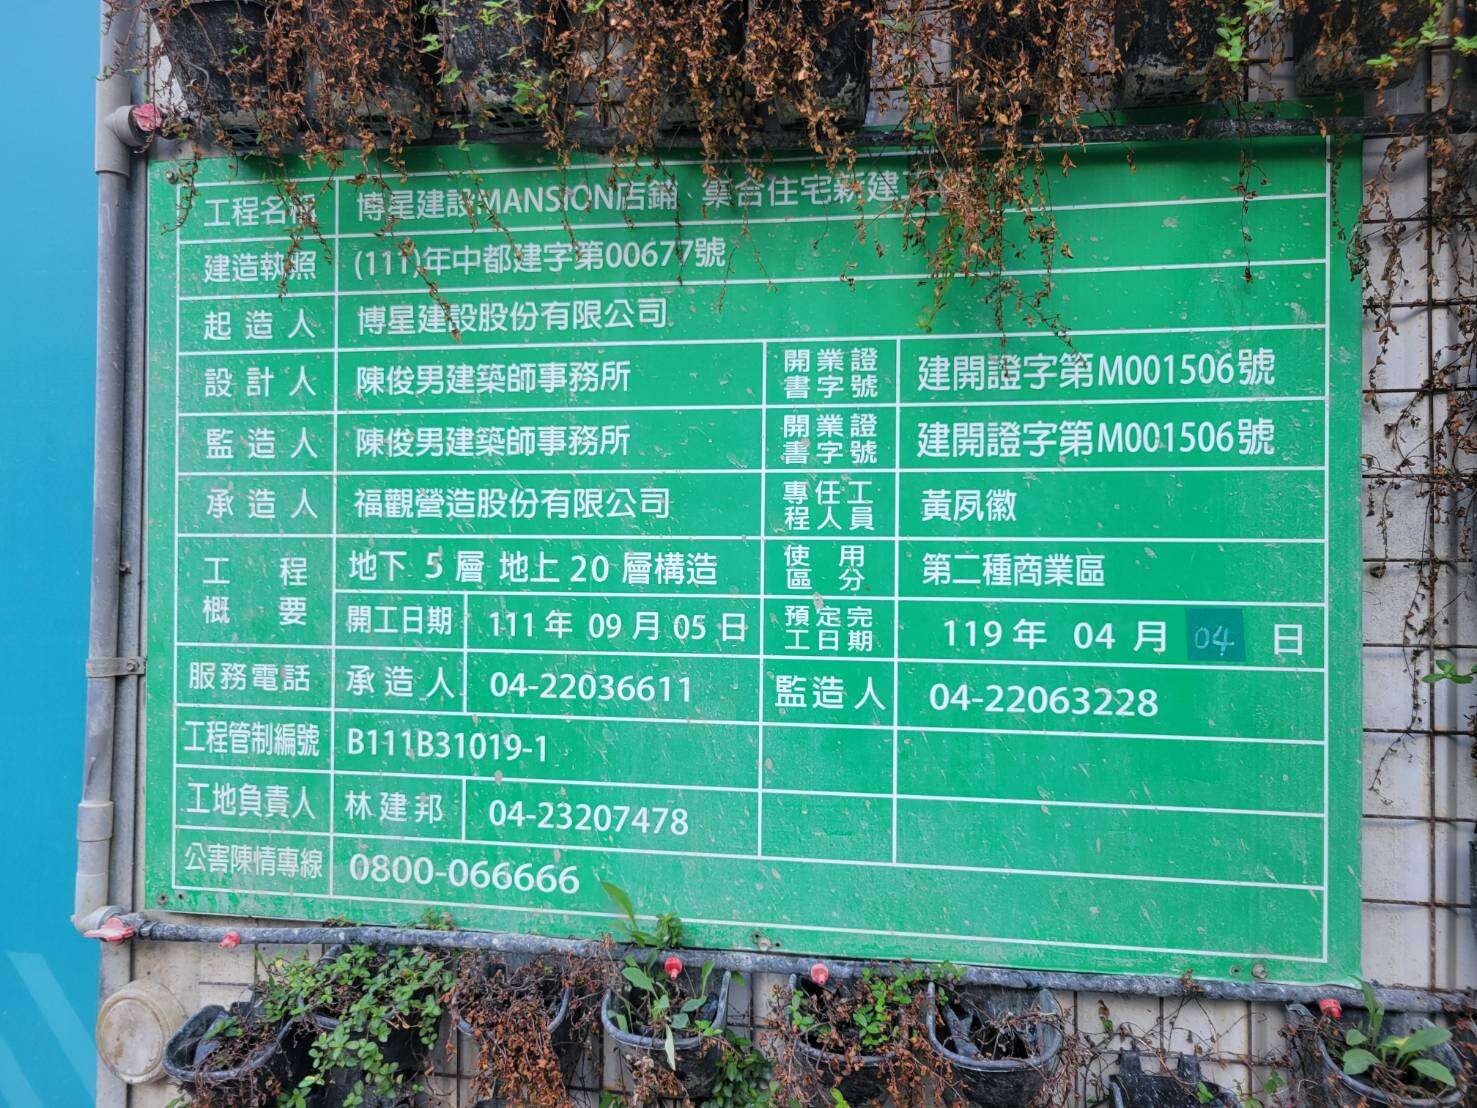 工程名稱 博星建設MANSION店鋪、集合住宅新建
建造執照 (111)年中都建字第00677號
起造人 博星建設股份有限公司
設計人 陳俊男建築師事務所 開業證書字號 建開證字第M001506號
監造人 陳俊男建築師事務所 開業證書字號 建開證字第M001506號
承造人 福觀營造股份有限公司 專任工程人員 黃夙徽
工程概要 地下 5 層 地上 20 層構造 使用分區 第二種商業區
開工日期 111 年 09 月 05 日 預定完工日期 119 年 04 月 04 日
服務電話 承造人 04-22036611 監造人 04-22063228
工程管制編號 B111B31019-1
工地負責人 林建邦 04-23207478
公害陳情專線 0800-066666